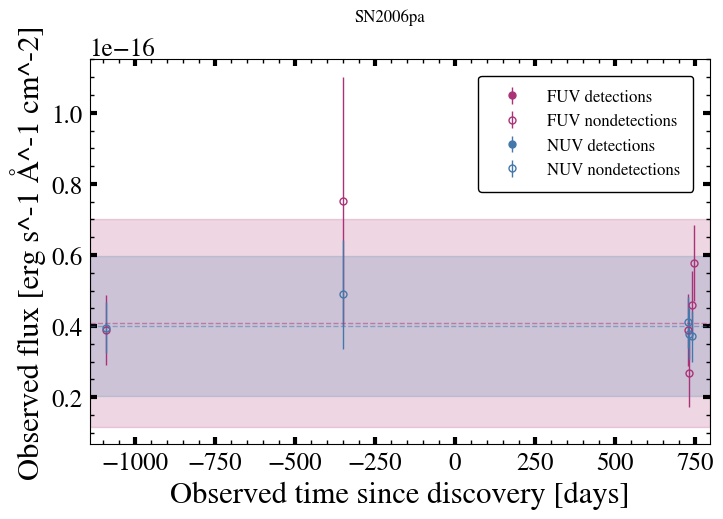 SN2006pa
1e−16
Observed flux [erg s^-1 Å^-1 cm^-2]
1.0
0.8
0.6
0.4
0.2
FUV detections
FUV nondetections
NUV detections
NUV nondetections
−1000 −750 −500 −250 0 250 500 750
Observed time since discovery [days]